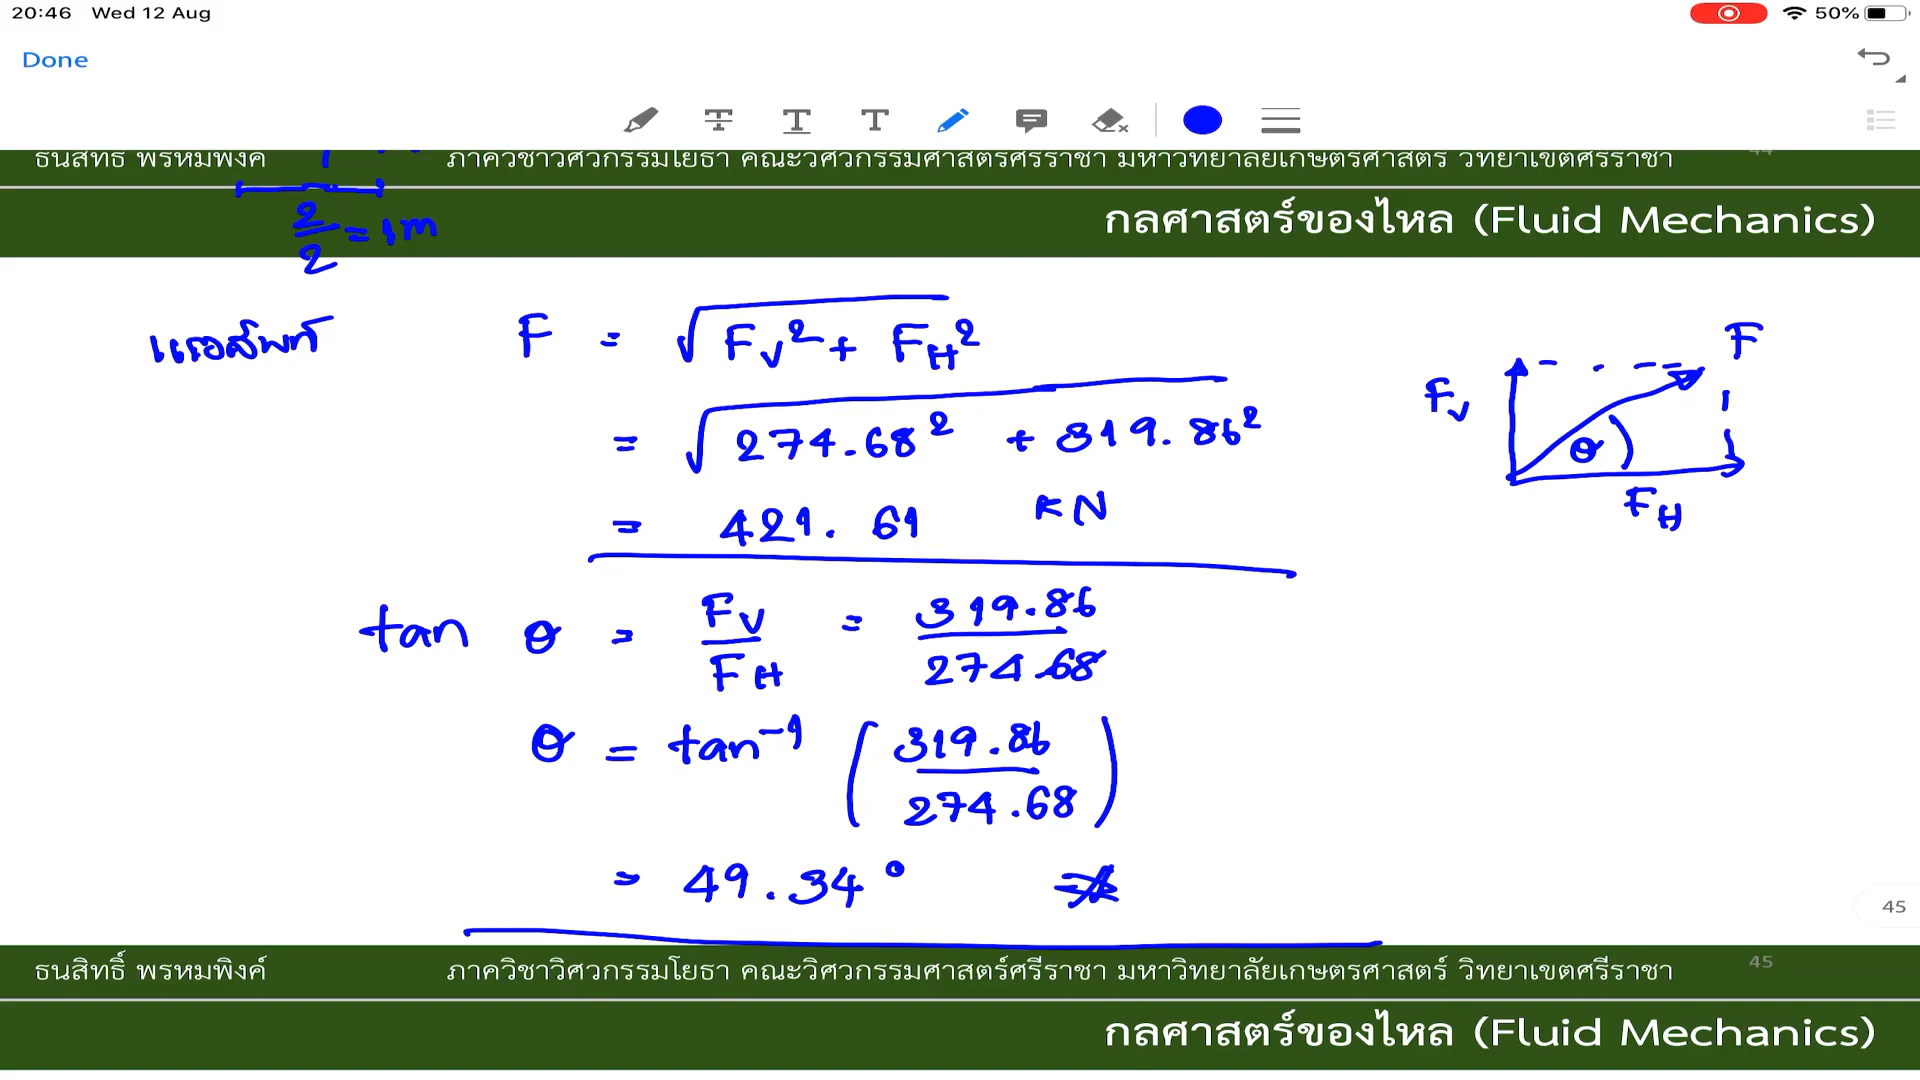 20:46 Wed 12 Aug 50%
Done
ธนสิทธิ์ พรหมพิงค์ ภาควิชาวิศวกรรมโยธา คณะวิศวกรรมศาสตร์ศรีราชา มหาวิทยาลัยเกษตรศาสตร์ วิทยาเขตศรีราชา 44
2/2 = 1m
กลศาสตร์ของไหล (Fluid Mechanics)
แรงลัพท์ F = √(Fv² + FH²)
= √(274.68² + 319.86²)
= 421.61 KN
F
Fv
θ
FH
tan θ = Fv/FH = 319.86/274.68
θ = tan⁻¹ (319.86/274.68)
= 49.34°
45
ธนสิทธิ์ พรหมพิงค์ ภาควิชาวิศวกรรมโยธา คณะวิศวกรรมศาสตร์ศรีราชา มหาวิทยาลัยเกษตรศาสตร์ วิทยาเขตศรีราชา 45
กลศาสตร์ของไหล (Fluid Mechanics)